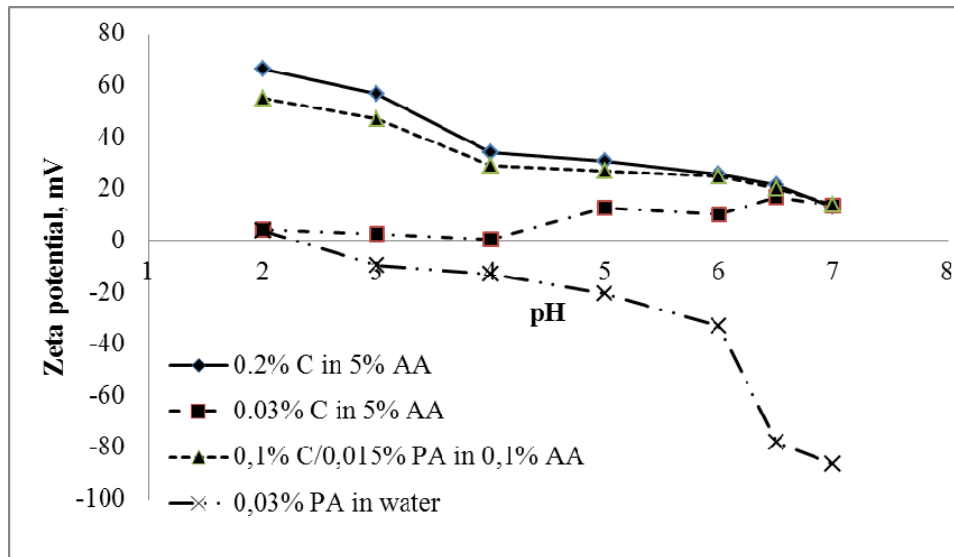 80
60
40
20
0
-20
-40
-60
-80
-100
Zeta potential, mV
1 2 3 4 5 6 7 8
pH
0.2% C in 5% AA
0.03% C in 5% AA
0,1% C/0,015% PA in 0,1% AA
0,03% PA in water